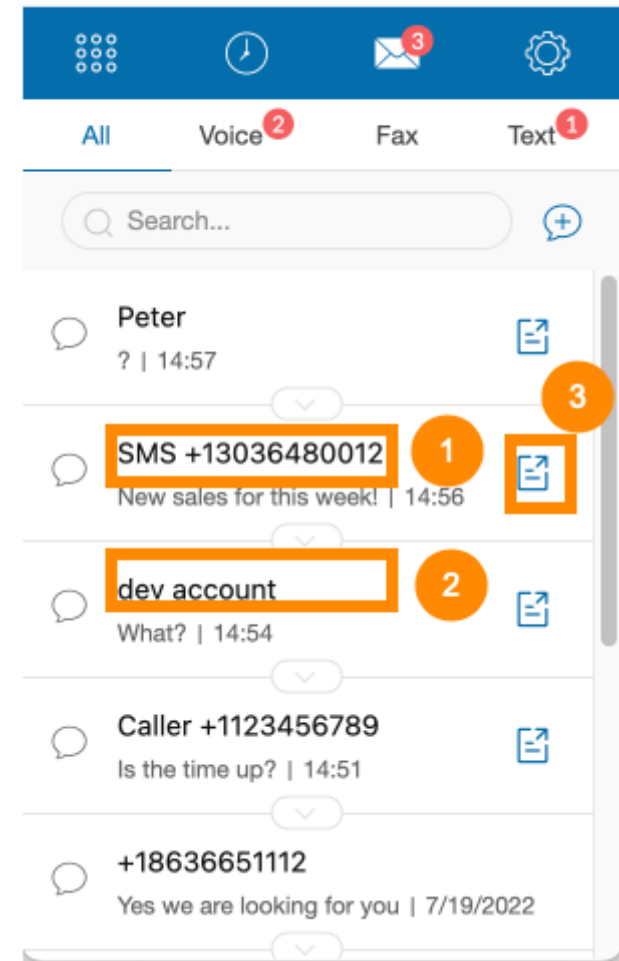 3
All Voice 2 Fax Text 1
Search...
Peter
? | 14:57
3
SMS +13036480012 1
New sales for this week! | 14:56
dev account 2
What? | 14:54
Caller +1123456789
Is the time up? | 14:51
+18636651112
Yes we are looking for you | 7/19/2022